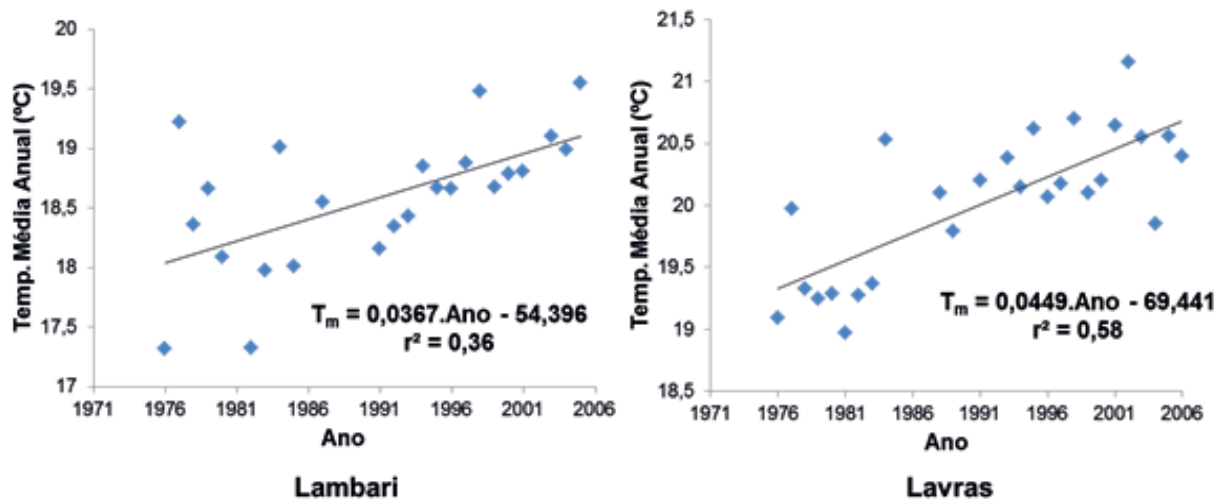 20
19,5
19
18,5
18
17,5
17
Temp. Média Anual (ºC)
Tₘ = 0,0367.Ano - 54,396
r² = 0,36
1971 1976 1981 1986 1991 1996 2001 2006
Ano
Lambari
21,5
21
20,5
20
19,5
19
18,5
Temp. Média Anual (ºC)
Tₘ = 0,0449.Ano - 69,441
r² = 0,58
1971 1976 1981 1986 1991 1996 2001 2006
Ano
Lavras